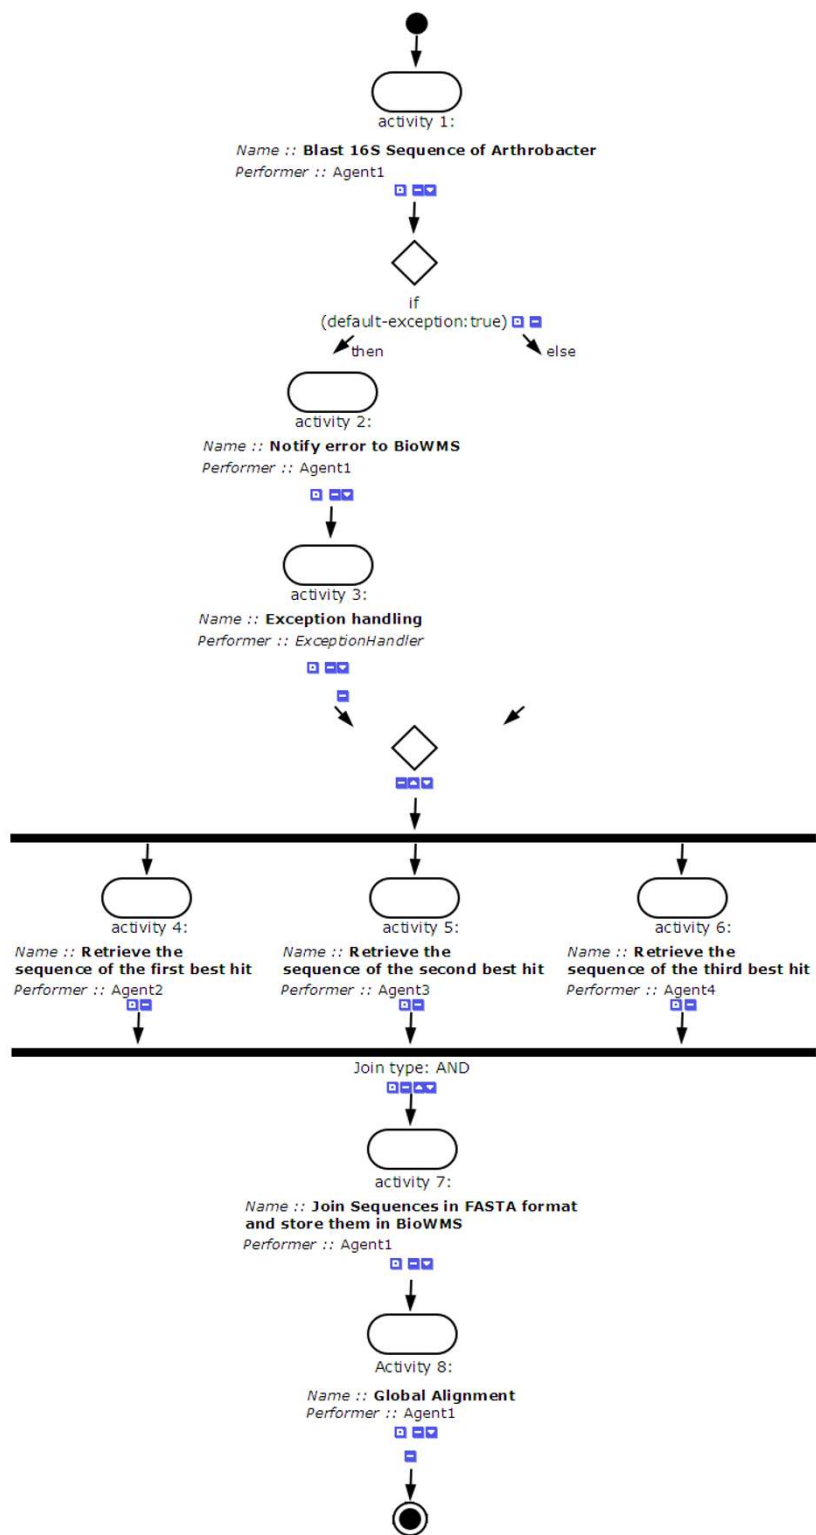 activity 1:
Name :: Blast 16S Sequence of Arthrobacter
Performer :: Agent1
if
(default-exception:true)
then
else
activity 2:
Name :: Notify error to BioWMS
Performer :: Agent1
activity 3:
Name :: Exception handling
Performer :: ExceptionHandler
activity 4:
Name :: Retrieve the
sequence of the first best hit
Performer :: Agent2
activity 5:
Name :: Retrieve the
sequence of the second best hit
Performer :: Agent3
activity 6:
Name :: Retrieve the
sequence of the third best hit
Performer :: Agent4
Join type: AND
activity 7:
Name :: Join Sequences in FASTA format
and store them in BioWMS
Performer :: Agent1
Activity 8:
Name :: Global Alignment
Performer :: Agent1